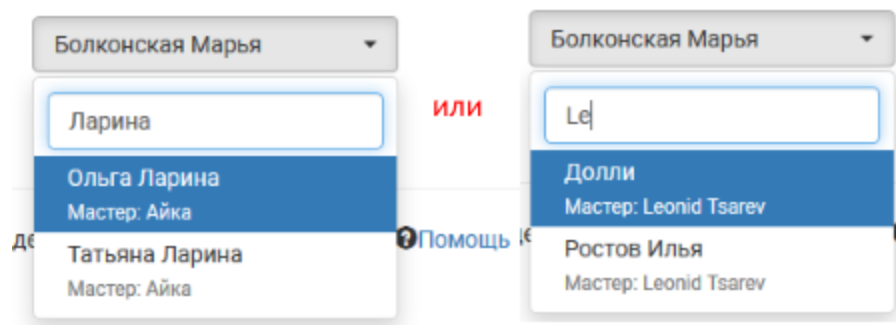 Болконская Марья
Ларина
Ольга Ларина
Мастер: Айка
Татьяна Ларина
Мастер: Айка
де
или
Помощь
Болконская Марья
Le
Долли
Мастер: Leonid Tsarev
Ростов Илья
Мастер: Leonid Tsarev